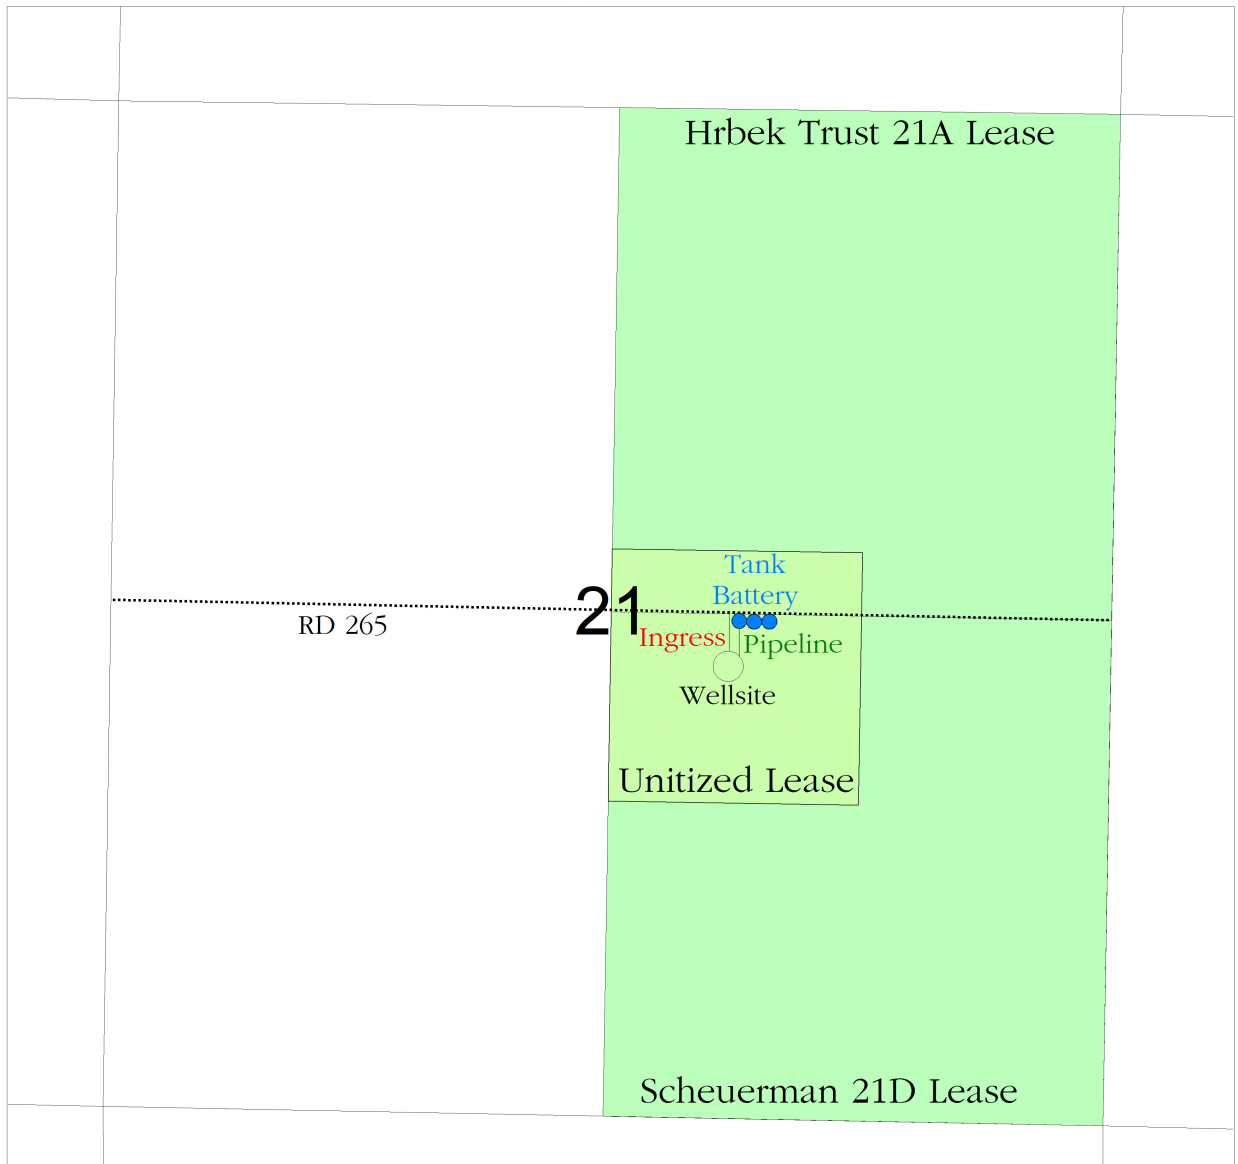 Hrbek Trust 21A Lease
Tank
Battery
21
RD 265
Ingress
Pipeline
Wellsite
Unitized Lease
Scheuerman 21D Lease